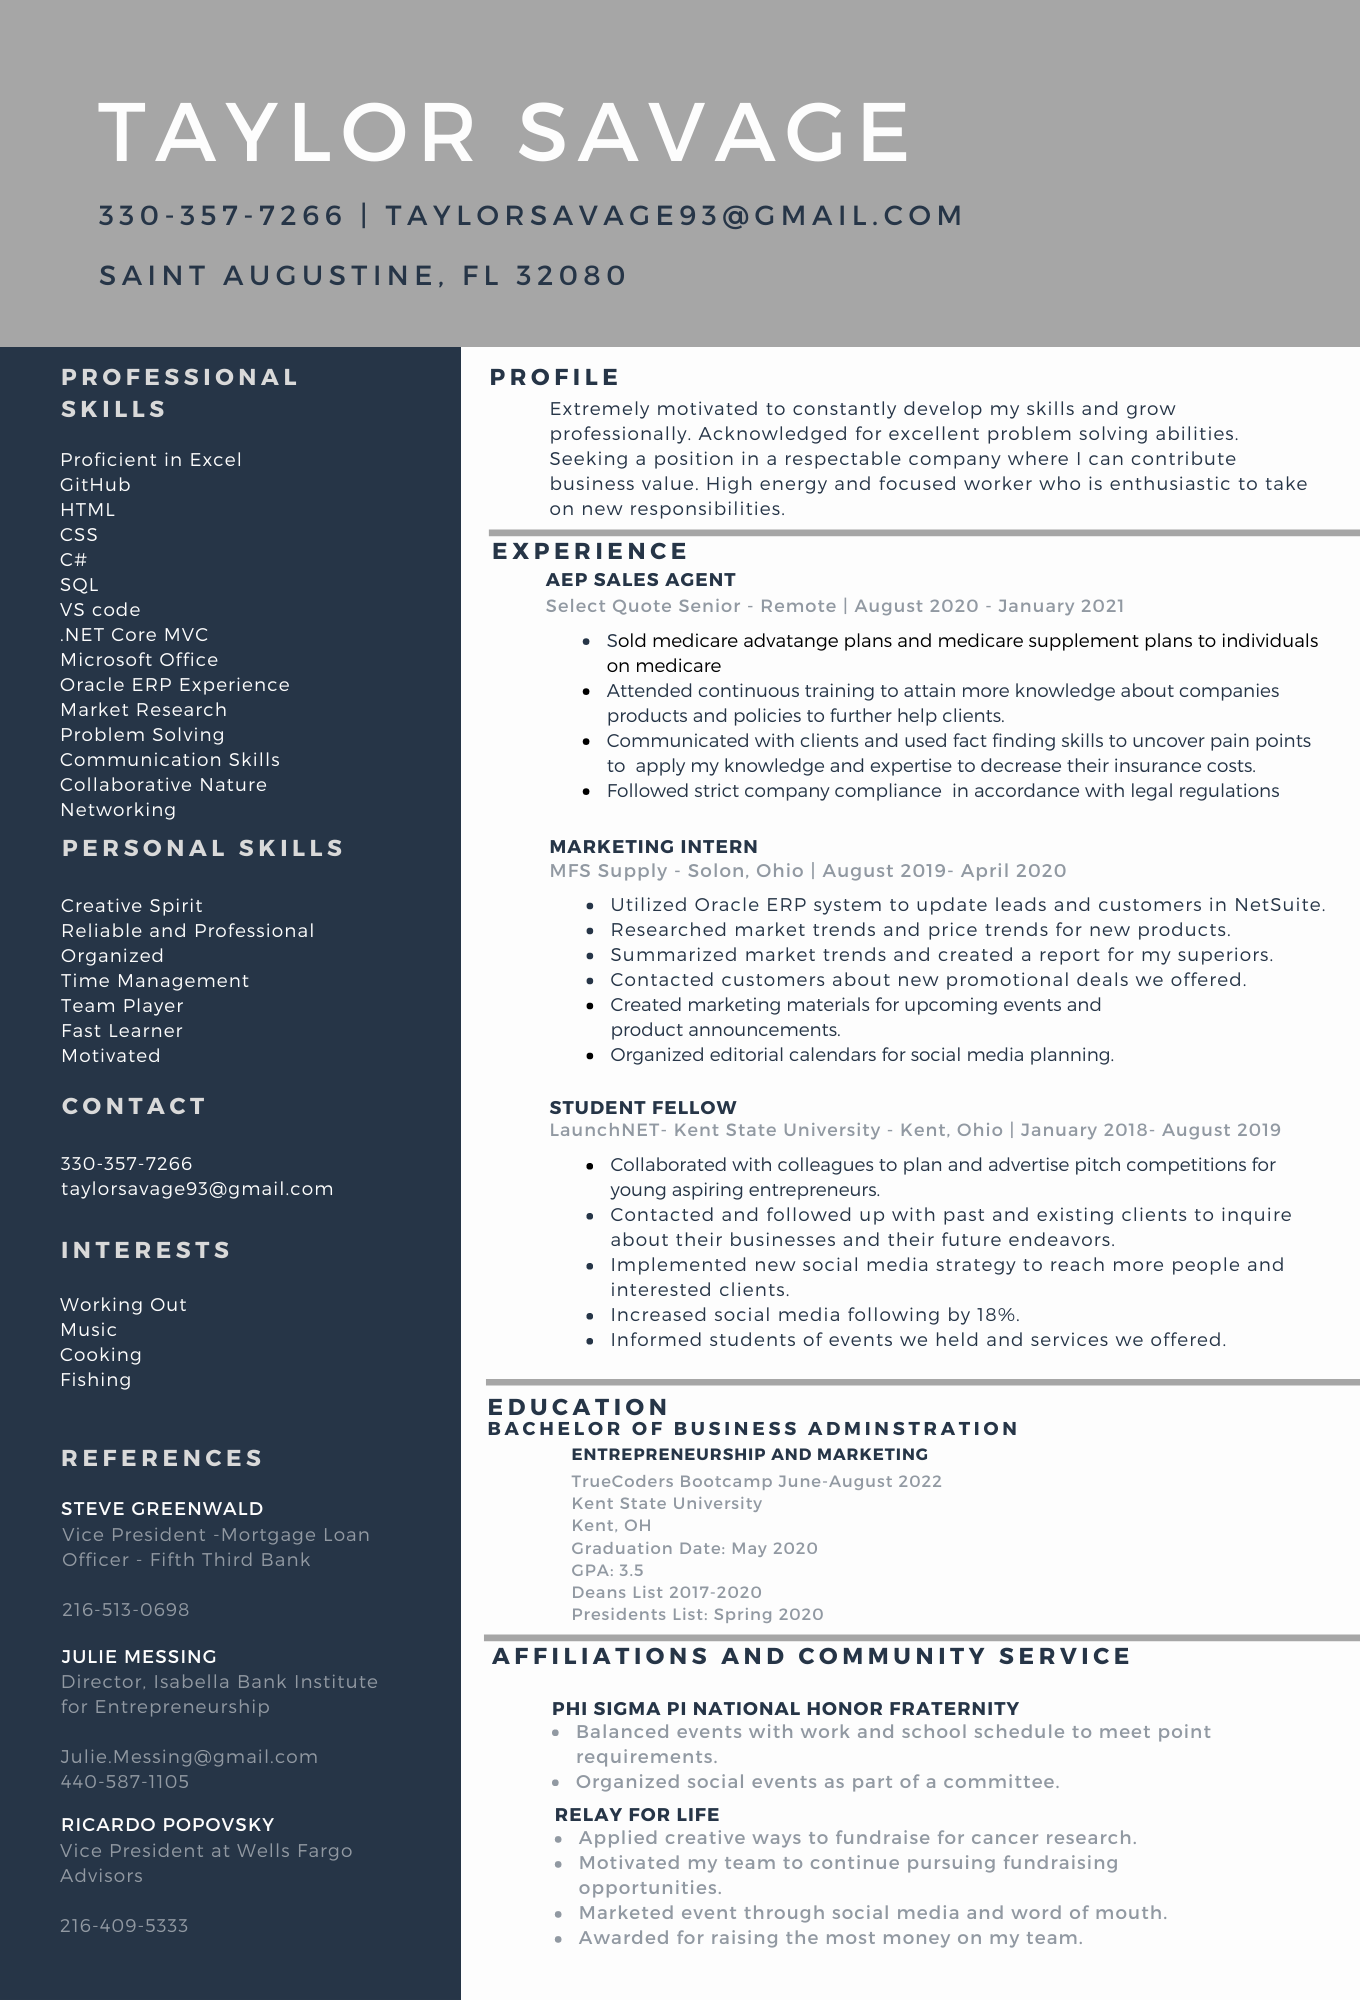 TAYLOR SAVAGE
330-357-7266 | TAYLORSAVAGE93@GMAIL.COM
SAINT AUGUSTINE, FL 32080
PROFESSIONAL
SKILLS
Proficient in Excel
GitHub
HTML
CSS
C#
SQL
VS code
.NET Core MVC
Microsoft Office
Oracle ERP Experience
Market Research
Problem Solving
Communication Skills
Collaborative Nature
Networking
PERSONAL SKILLS
Creative Spirit
Reliable and Professional
Organized
Time Management
Team Player
Fast Learner
Motivated
CONTACT
330-357-7266
taylorsavage93@gmail.com
INTERESTS
Working Out
Music
Cooking
Fishing
REFERENCES
STEVE GREENWALD
Vice President -Mortgage Loan
Officer - Fifth Third Bank
216-513-0698
JULIE MESSING
Director, Isabella Bank Institute
for Entrepreneurship
Julie.Messing@gmail.com
440-587-1105
RICARDO POPOVSKY
Vice President at Wells Fargo
Advisors
216-409-5333
PROFILE
Extremely motivated to constantly develop my skills and grow
professionally. Acknowledged for excellent problem solving abilities.
Seeking a position in a respectable company where I can contribute
business value. High energy and focused worker who is enthusiastic to take
on new responsibilities.
EXPERIENCE
AEP SALES AGENT
Select Quote Senior - Remote | August 2020 - January 2021
• Sold medicare advatange plans and medicare supplement plans to individuals
on medicare
• Attended continuous training to attain more knowledge about companies
products and policies to further help clients.
• Communicated with clients and used fact finding skills to uncover pain points
to  apply my knowledge and expertise to decrease their insurance costs.
• Followed strict company compliance  in accordance with legal regulations
MARKETING INTERN
MFS Supply - Solon, Ohio | August 2019- April 2020
• Utilized Oracle ERP system to update leads and customers in NetSuite.
• Researched market trends and price trends for new products.
• Summarized market trends and created a report for my superiors.
• Contacted customers about new promotional deals we offered.
• Created marketing materials for upcoming events and
product announcements.
• Organized editorial calendars for social media planning.
STUDENT FELLOW
LaunchNET- Kent State University - Kent, Ohio | January 2018- August 2019
• Collaborated with colleagues to plan and advertise pitch competitions for
young aspiring entrepreneurs.
• Contacted and followed up with past and existing clients to inquire
about their businesses and their future endeavors.
• Implemented new social media strategy to reach more people and
interested clients.
• Increased social media following by 18%.
• Informed students of events we held and services we offered.
EDUCATION
BACHELOR OF BUSINESS ADMINSTRATION
ENTREPRENEURSHIP AND MARKETING
TrueCoders Bootcamp June-August 2022
Kent State University
Kent, OH
Graduation Date: May 2020
GPA: 3.5
Deans List 2017-2020
Presidents List: Spring 2020
AFFILIATIONS AND COMMUNITY SERVICE
PHI SIGMA PI NATIONAL HONOR FRATERNITY
• Balanced events with work and school schedule to meet point
requirements.
• Organized social events as part of a committee.
RELAY FOR LIFE
• Applied creative ways to fundraise for cancer research.
• Motivated my team to continue pursuing fundraising
opportunities.
• Marketed event through social media and word of mouth.
• Awarded for raising the most money on my team.